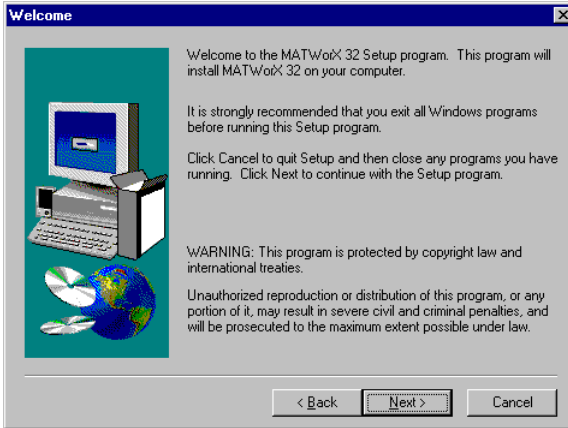 Welcome
Welcome to the MATWorX 32 Setup program. This program will
install MATWorX 32 on your computer.
It is strongly recommended that you exit all Windows programs
before running this Setup program.
Click Cancel to quit Setup and then close any programs you have
running. Click Next to continue with the Setup program.
WARNING: This program is protected by copyright law and
international treaties.
Unauthorized reproduction or distribution of this program, or any
portion of it, may result in severe civil and criminal penalties, and
will be prosecuted to the maximum extent possible under law.
< Back
Next >
Cancel